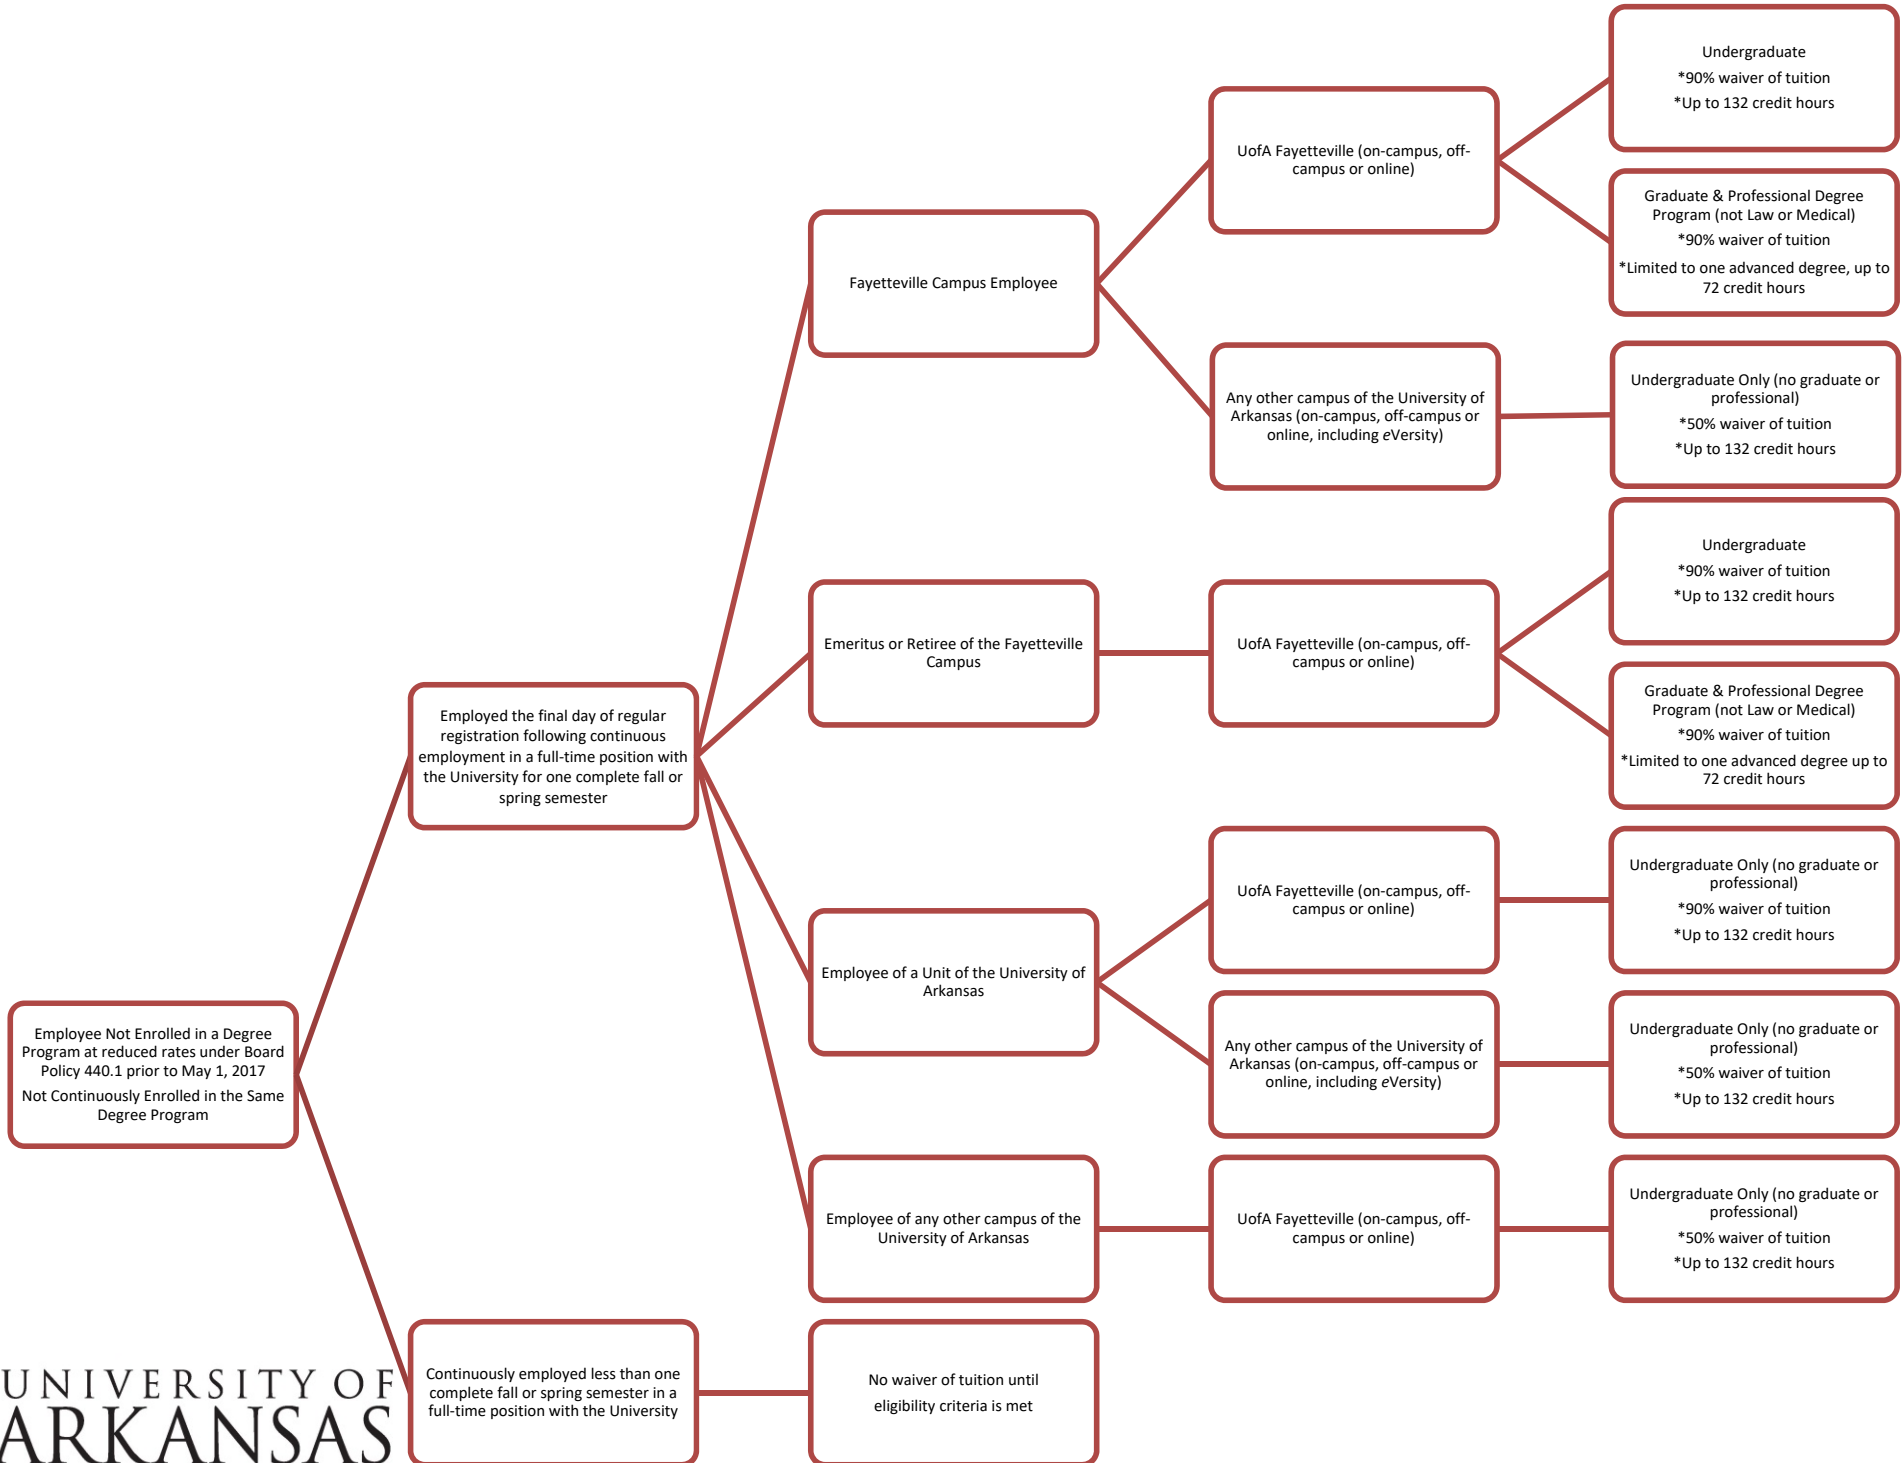 Employee Not Enrolled in a Degree
Program at reduced rates under Board
Policy 440.1 prior to May 1, 2017
Not Continuously Enrolled in the Same
Degree Program
Employed the final day of regular
registration following continuous
employment in a full-time position with
the University for one complete fall or
spring semester
Fayetteville Campus Employee
UofA Fayetteville (on-campus, off-
campus or online)
Undergraduate
*90% waiver of tuition
*Up to 132 credit hours
Graduate & Professional Degree
Program (not Law or Medical)
*90% waiver of tuition
*Limited to one advanced degree, up to
72 credit hours
Any other campus of the University of
Arkansas (on-campus, off-campus or
online, including eVersity)
Undergraduate Only (no graduate or
professional)
*50% waiver of tuition
*Up to 132 credit hours
Emeritus or Retiree of the Fayetteville
Campus
UofA Fayetteville (on-campus, off-
campus or online)
Undergraduate
*90% waiver of tuition
*Up to 132 credit hours
Graduate & Professional Degree
Program (not Law or Medical)
*90% waiver of tuition
*Limited to one advanced degree up to
72 credit hours
Employee of a Unit of the University of
Arkansas
UofA Fayetteville (on-campus, off-
campus or online)
Undergraduate Only (no graduate or
professional)
*90% waiver of tuition
*Up to 132 credit hours
Any other campus of the University of
Arkansas (on-campus, off-campus or
online, including eVersity)
Undergraduate Only (no graduate or
professional)
*50% waiver of tuition
*Up to 132 credit hours
Employee of any other campus of the
University of Arkansas
UofA Fayetteville (on-campus, off-
campus or online)
Undergraduate Only (no graduate or
professional)
*50% waiver of tuition
*Up to 132 credit hours
Continuously employed less than one
complete fall or spring semester in a
full-time position with the University
No waiver of tuition until
eligibility criteria is met
UNIVERSITY OF
ARKANSAS